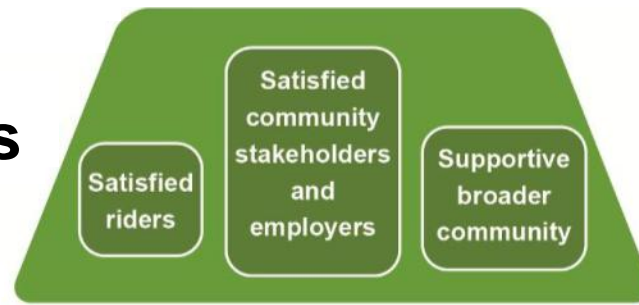 s
Satisfied
riders
Satisfied
community
stakeholders
and
employers
Supportive
broader
community